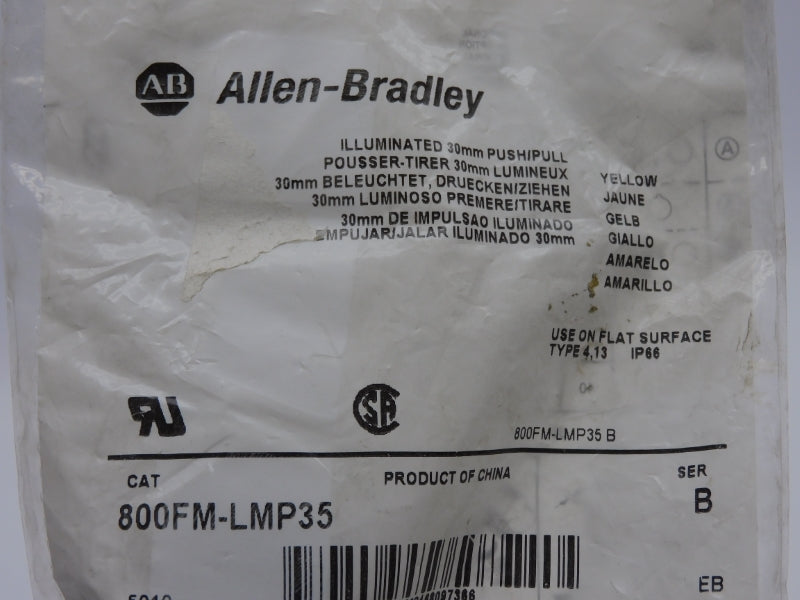 AB Allen-Bradley
ILLUMINATED 30mm PUSH/PULL
POUSSER-TIRER 30mm LUMINEUX
30mm BELEUCHTET, DRUECKEN/ZIEHEN
30mm LUMINOSO PREMERE/TIRARE
30mm DE IMPULSAO ILUMINADO
EMPUJAR/JALAR ILUMINADO 30mm
YELLOW
JAUNE
GELB
GIALLO
AMARELO
AMARILLO
A
USE ON FLAT SURFACE
TYPE 4,13 IP66
800FM-LMP35 B
CAT
PRODUCT OF CHINA
SER
800FM-LMP35
B
EB